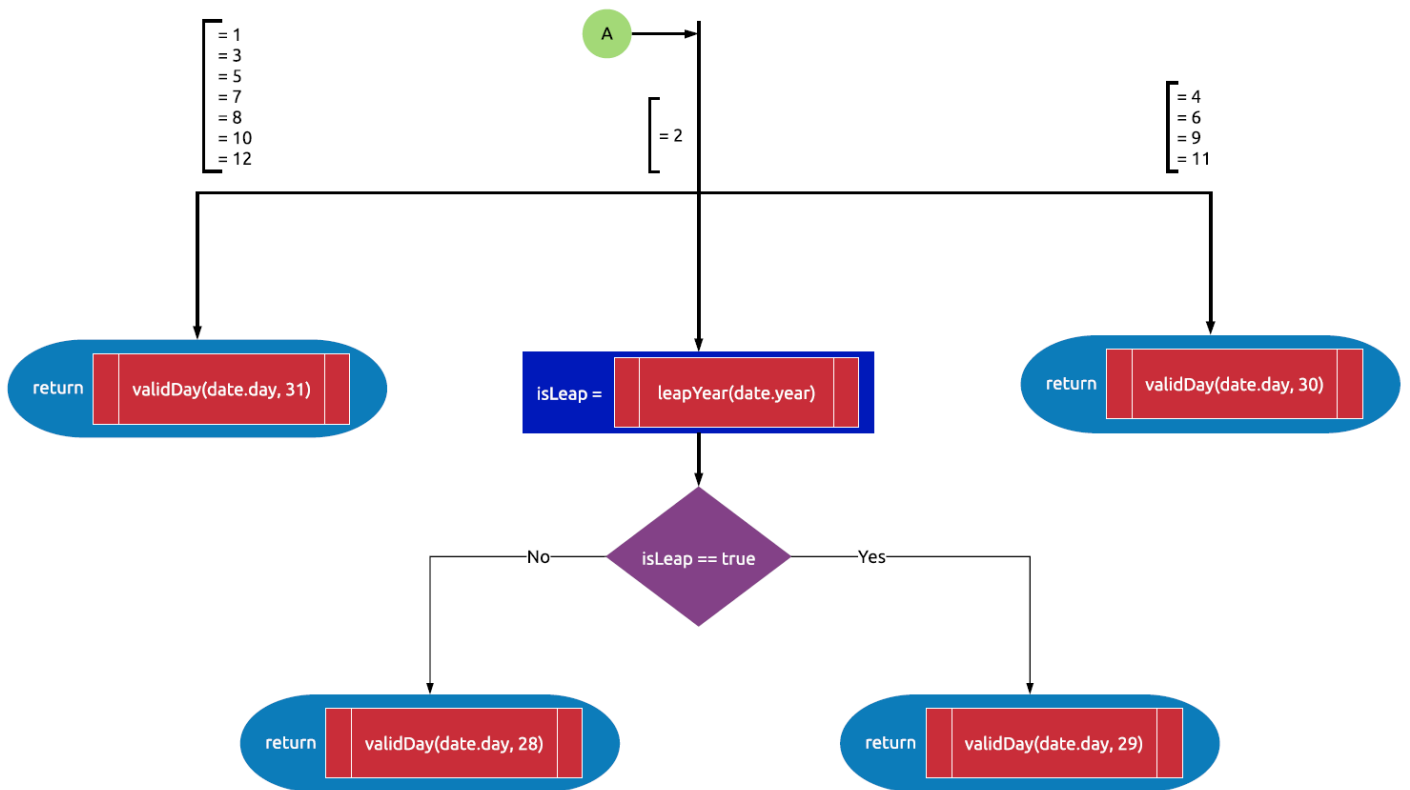 A
= 1
= 3
= 5
= 7
= 8
= 10
= 12
= 2
= 4
= 6
= 9
= 11
return validDay(date.day, 31)
isLeap = leapYear(date.year)
return validDay(date.day, 30)
No
isLeap == true
Yes
return validDay(date.day, 28)
return validDay(date.day, 29)